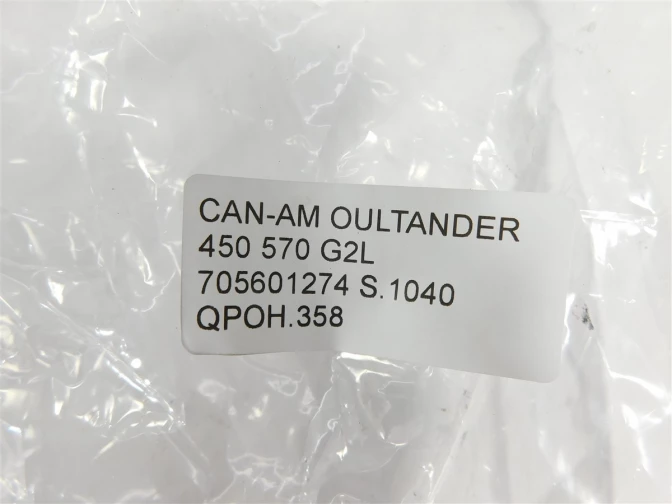 CAN-AM OULTANDER
450 570 G2L
705601274 S.1040
QPOH.358